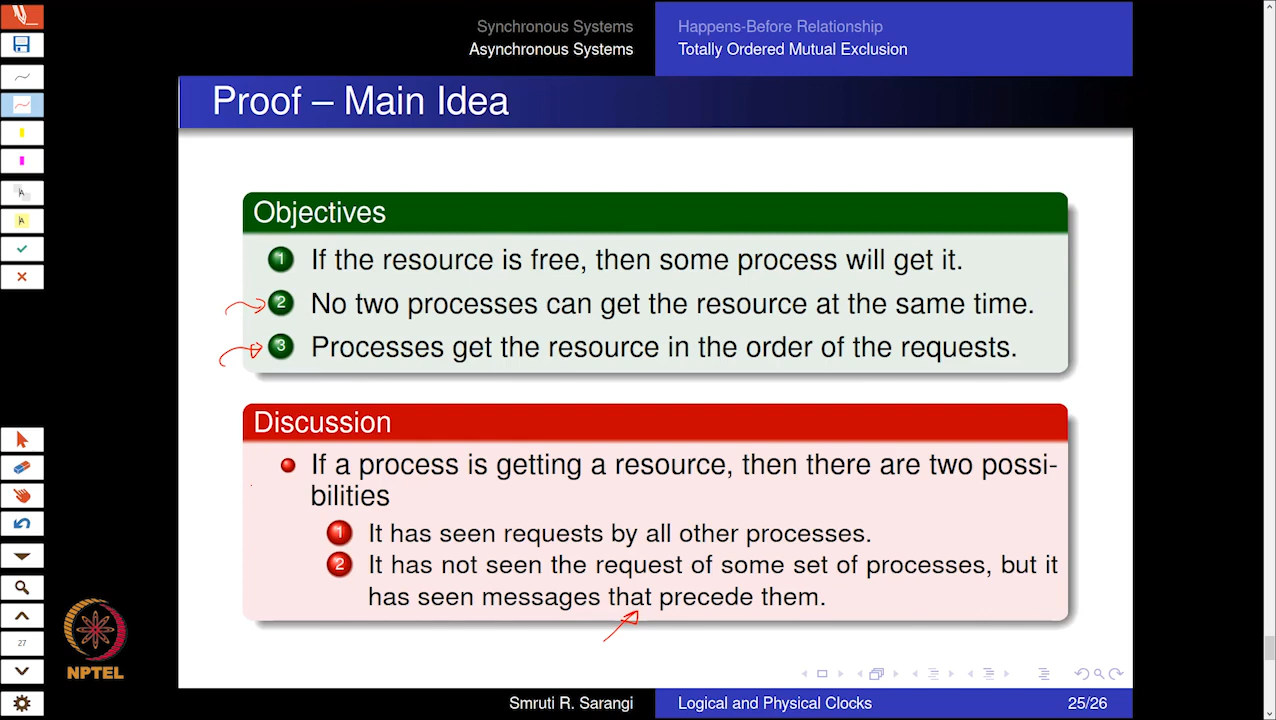 Synchronous Systems
Asynchronous Systems
Happens-Before Relationship
Totally Ordered Mutual Exclusion
Proof – Main Idea
Objectives
1 If the resource is free, then some process will get it.
2 No two processes can get the resource at the same time.
3 Processes get the resource in the order of the requests.
Discussion
If a process is getting a resource, then there are two possi-
bilities
1 It has seen requests by all other processes.
2 It has not seen the request of some set of processes, but it
has seen messages that precede them.
A
A
27
NPTEL
Smruti R. Sarangi
Logical and Physical Clocks
25/26